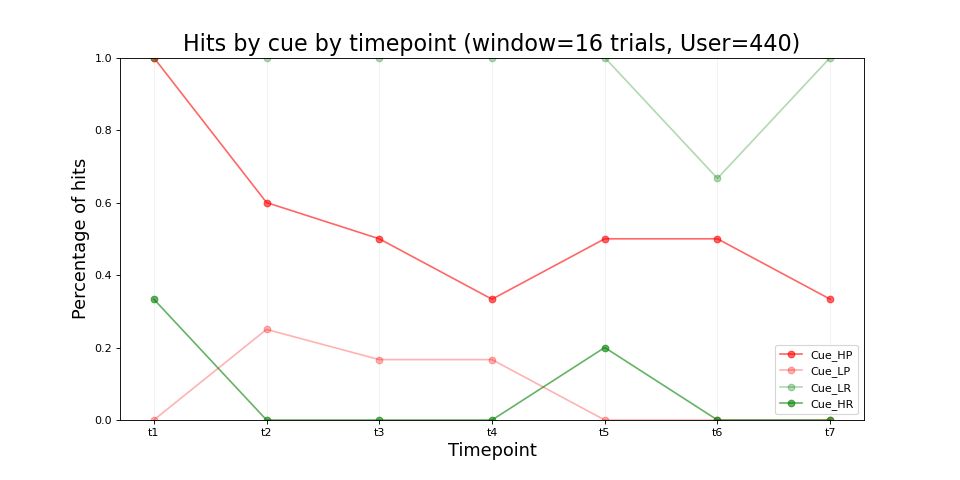 Hits by cue by timepoint (window=16 trials, User=440)
Percentage of hits
1.0
0.8
0.6
0.4
0.2
0.0
t1 t2 t3 t4 t5 t6 t7
Timepoint
Cue_HP
Cue_LP
Cue_LR
Cue_HR